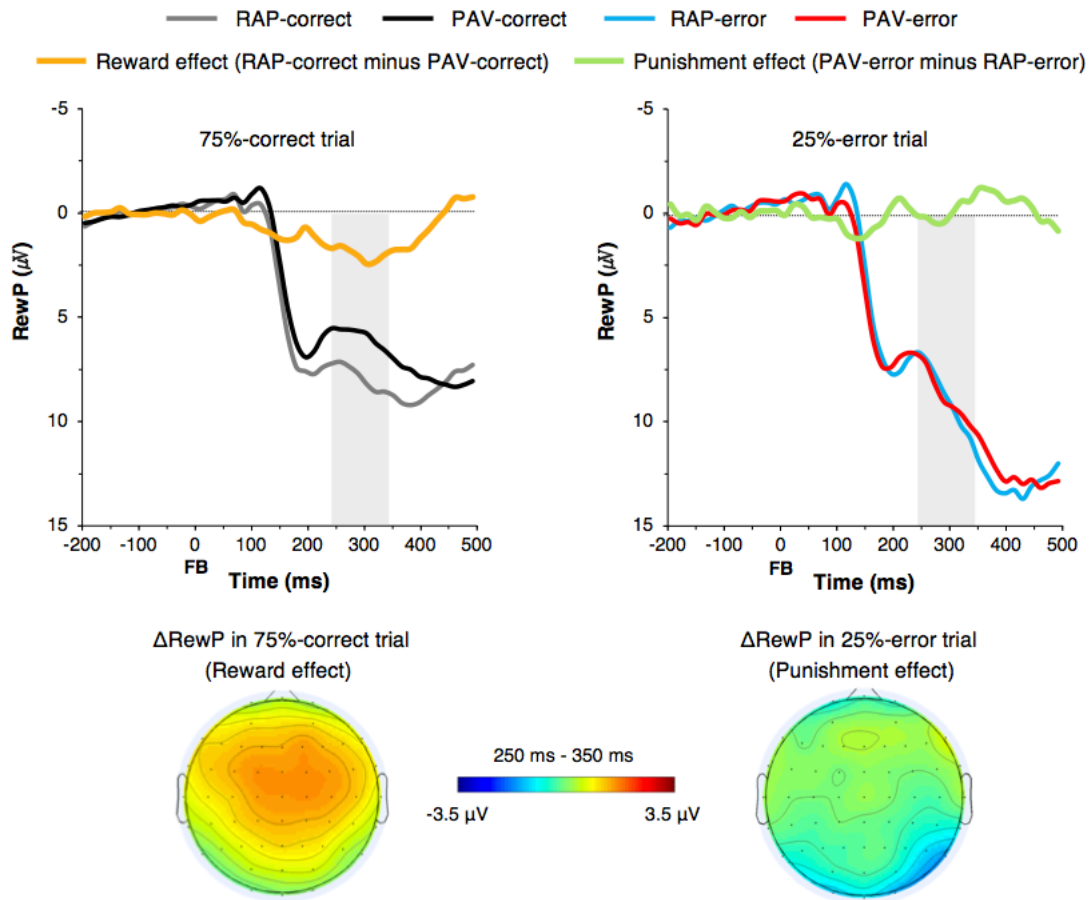 RAP-correct PAV-correct RAP-error PAV-error
Reward effect (RAP-correct minus PAV-correct) Punishment effect (PAV-error minus RAP-error)
75%-correct trial
-5
0
5
10
15
RewP (µV)
-200 -100 0 100 200 300 400 500
FB
Time (ms)
25%-error trial
-5
0
5
10
15
RewP (µV)
-200 -100 0 100 200 300 400 500
FB
Time (ms)
ΔRewP in 75%-correct trial
(Reward effect)
ΔRewP in 25%-error trial
(Punishment effect)
250 ms - 350 ms
-3.5 µV 3.5 µV